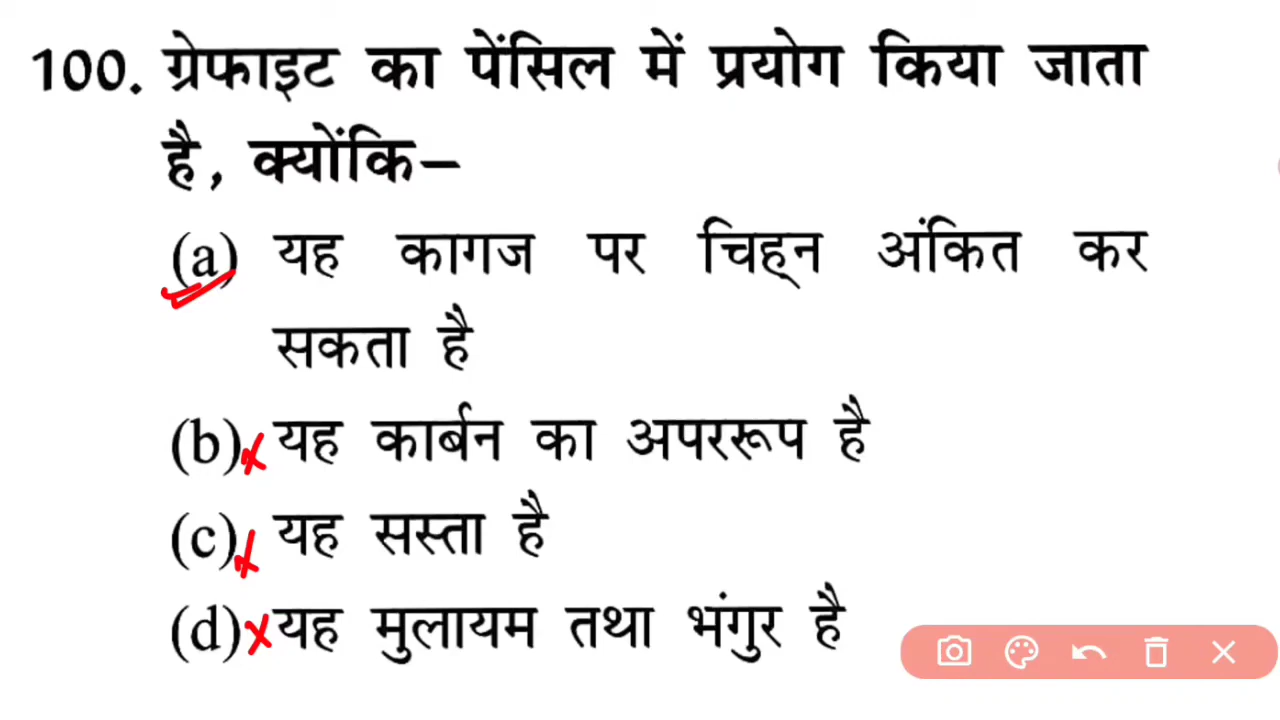 100. ग्रेफाइट का पेंसिल में प्रयोग किया जाता
है, क्योंकि–
(a) यह कागज पर चिह्‌न अंकित कर
सकता है
(b) यह कार्बन का अपररूप है
(c) यह सस्ता है
(d) यह मुलायम तथा भंगुर है